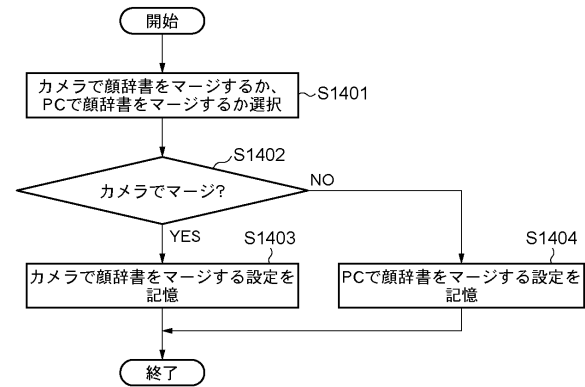 開始
カメラで顔辞書をマージするか、
PCで顔辞書をマージするか選択
S1401
S1402
カメラでマージ?
NO
YES
S1403
S1404
カメラで顔辞書をマージする設定を
記憶
PCで顔辞書をマージする設定を
記憶
終了